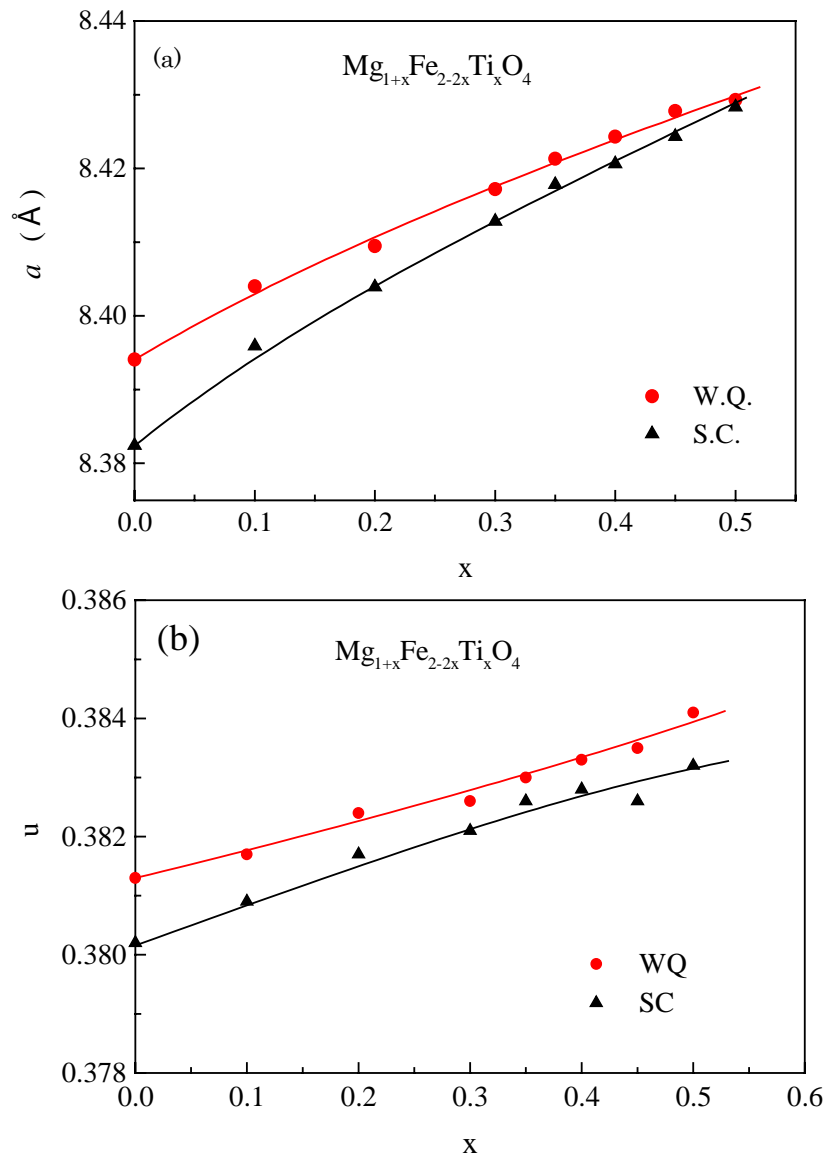 (a)
Mg1+xFe2-2xTixO4
8.44
8.42
8.40
8.38
a (Å)
W.Q.
S.C.
0.0 0.1 0.2 0.3 0.4 0.5
x
(b)
Mg1+xFe2-2xTixO4
0.386
0.384
0.382
0.380
0.378
u
WQ
SC
0.0 0.1 0.2 0.3 0.4 0.5 0.6
x